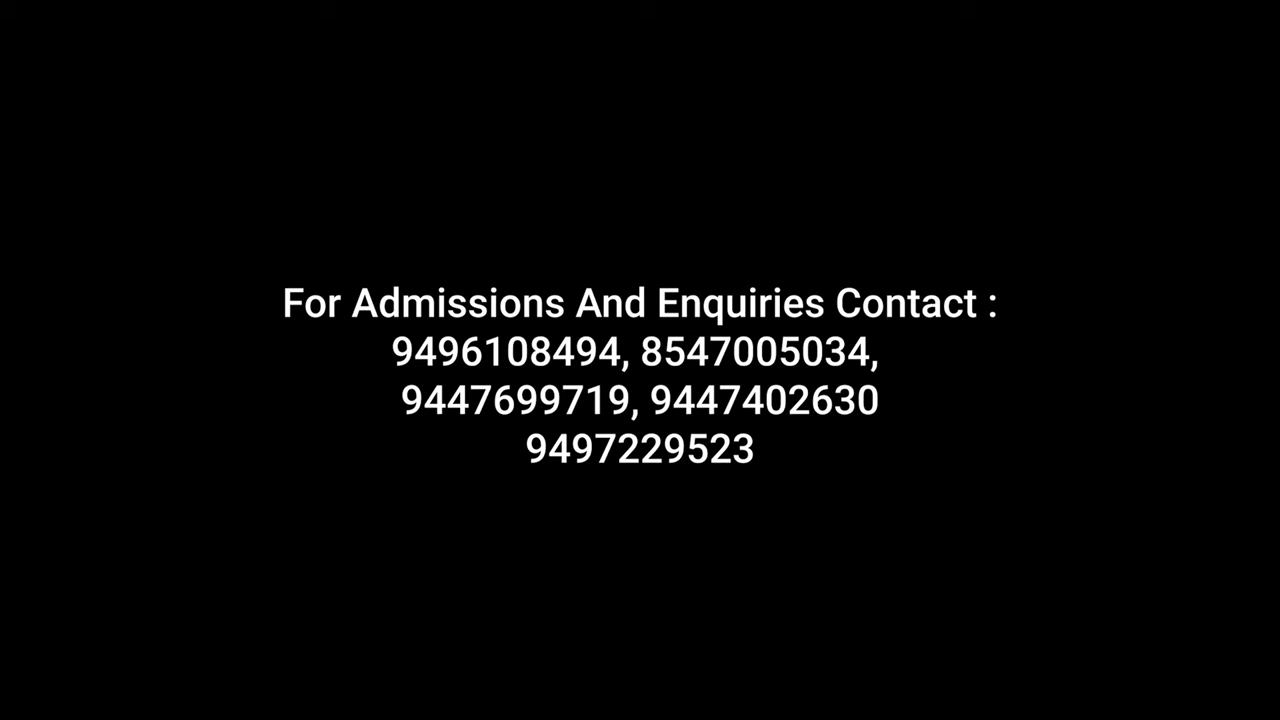 For Admissions And Enquiries Contact :
9496108494, 8547005034,
9447699719, 9447402630
9497229523